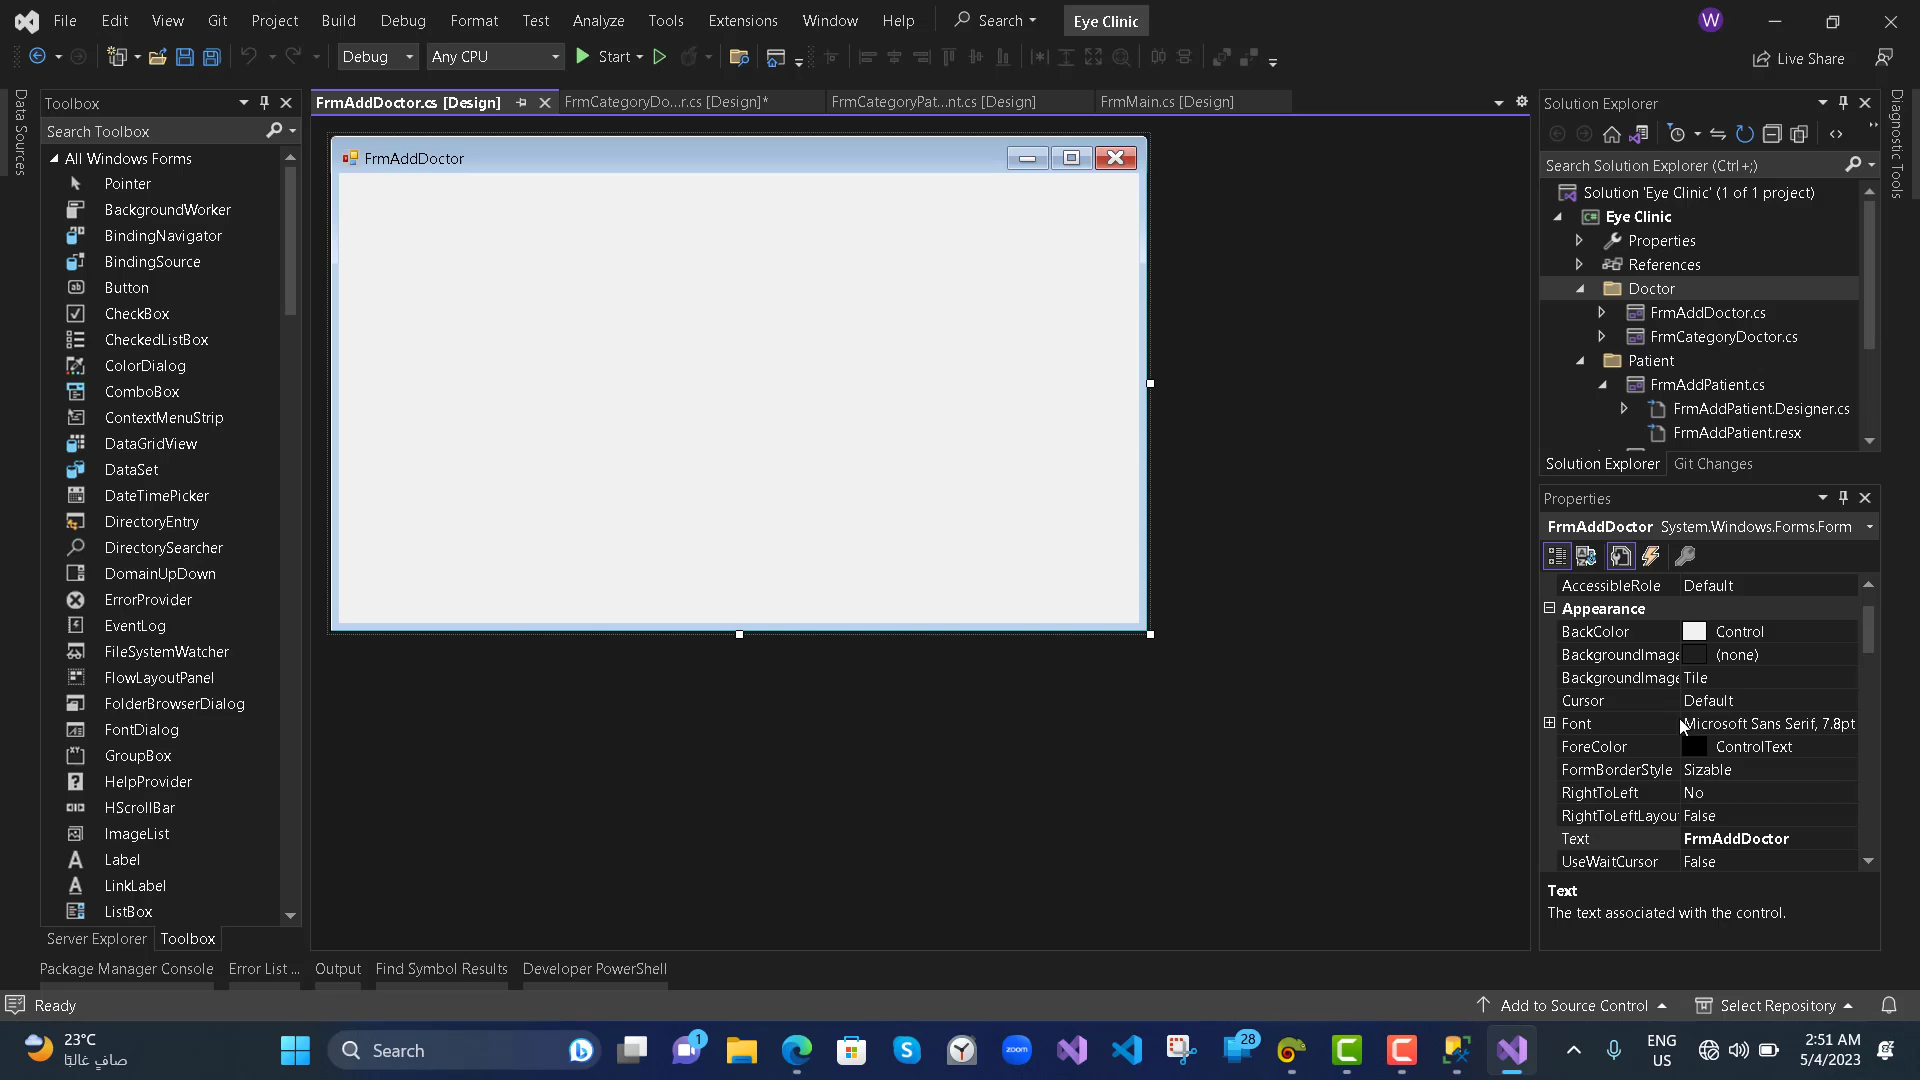 File Edit View Git Project Build Debug Format Test Analyze Tools Extensions Window Help Search Eye Clinic W
Debug Any CPU Start Live Share
Data Sources
Toolbox
Search Toolbox
All Windows Forms
Pointer
BackgroundWorker
BindingNavigator
BindingSource
Button
CheckBox
CheckedListBox
ColorDialog
ComboBox
ContextMenuStrip
DataGridView
DataSet
DateTimePicker
DirectoryEntry
DirectorySearcher
DomainUpDown
ErrorProvider
EventLog
FileSystemWatcher
FlowLayoutPanel
FolderBrowserDialog
FontDialog
GroupBox
HelpProvider
HScrollBar
ImageList
Label
LinkLabel
ListBox
Server Explorer Toolbox
FrmAddDoctor.cs [Design] FrmCategoryDo...r.cs [Design]* FrmCategoryPat...nt.cs [Design] FrmMain.cs [Design]
FrmAddDoctor
Solution Explorer
Search Solution Explorer (Ctrl+;)
Solution 'Eye Clinic' (1 of 1 project)
Eye Clinic
Properties
References
Doctor
FrmAddDoctor.cs
FrmCategoryDoctor.cs
Patient
FrmAddPatient.cs
FrmAddPatient.Designer.cs
FrmAddPatient.resx
Solution Explorer Git Changes
Diagnostic Tools
Properties
FrmAddDoctor System.Windows.Forms.Form
AccessibleRole Default
Appearance
BackColor Control
BackgroundImage (none)
BackgroundImage Tile
Cursor Default
Font Microsoft Sans Serif, 7.8pt
ForeColor ControlText
FormBorderStyle Sizable
RightToLeft No
RightToLeftLayou False
Text FrmAddDoctor
UseWaitCursor False
Text
The text associated with the control.
Package Manager Console Error List ... Output Find Symbol Results Developer PowerShell
Ready Add to Source Control Select Repository
23°C
صافٍ غالبًا
Search
1
zoom
28
ENG
US
2:51 AM
5/4/2023